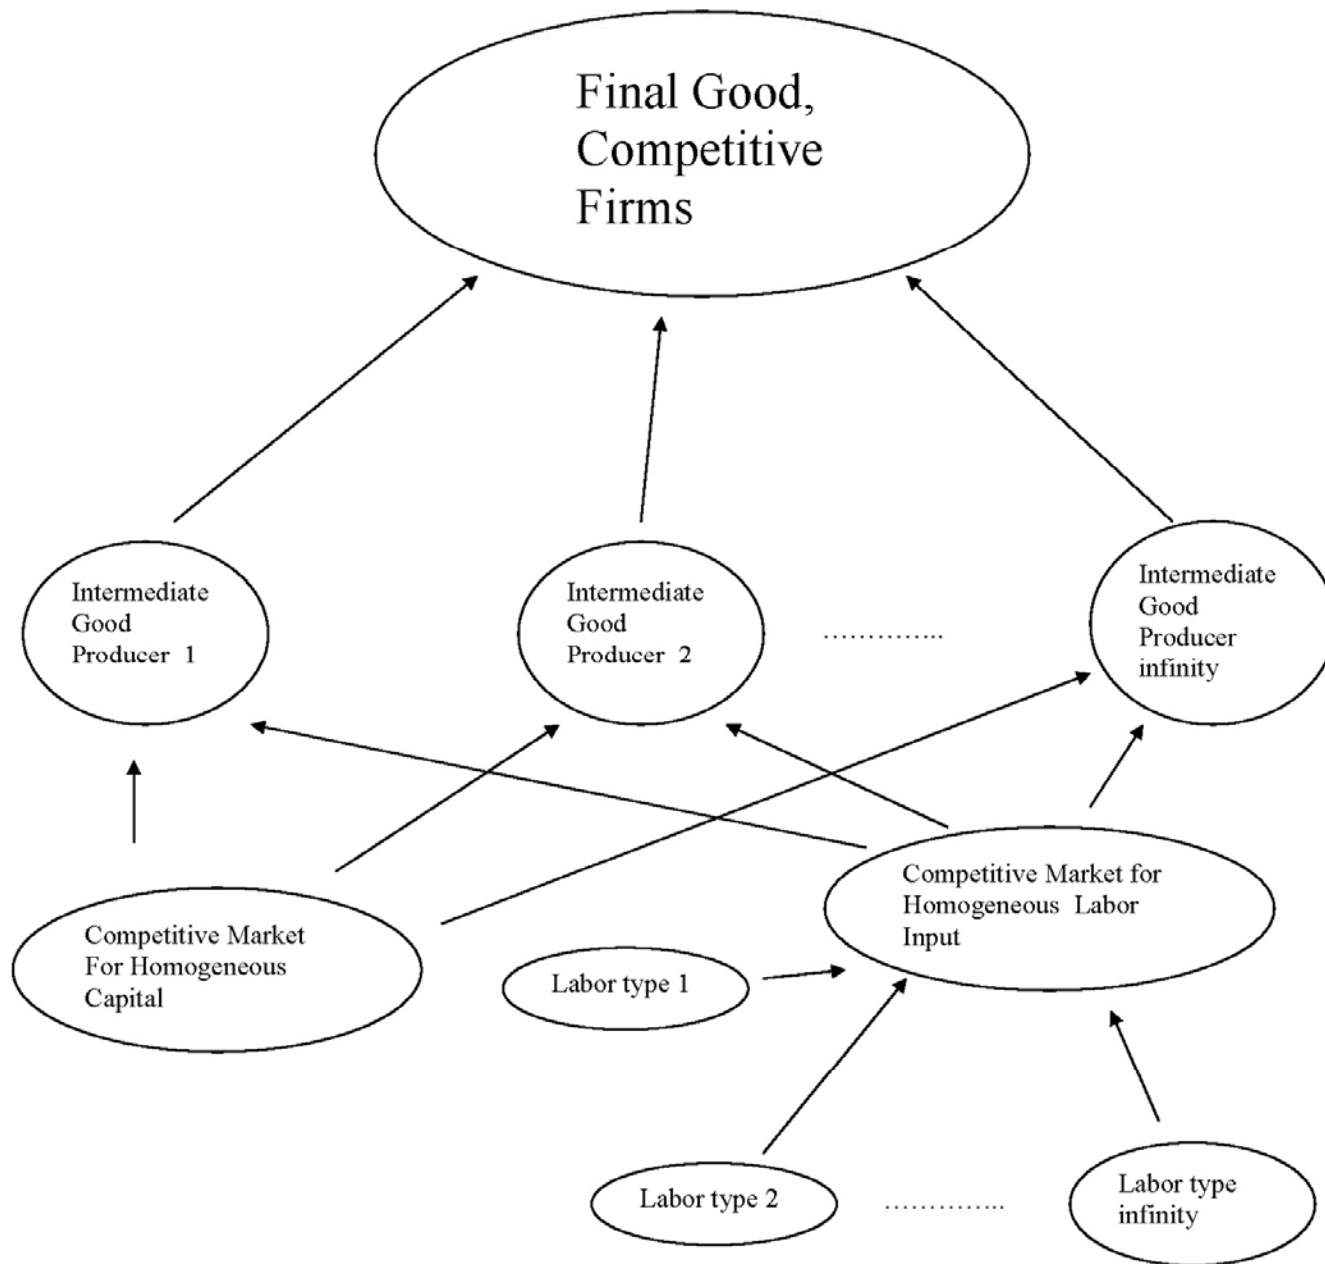 Final Good,
Competitive
Firms
Intermediate
Good
Producer 1
Intermediate
Good
Producer 2
..............
Intermediate
Good
Producer
infinity
Competitive Market
For Homogeneous
Capital
Competitive Market for
Homogeneous Labor
Input
Labor type 1
Labor type 2
..............
Labor type
infinity